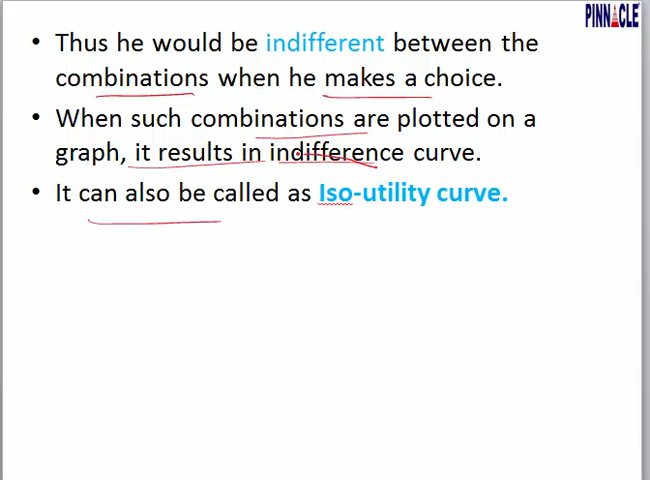 PINNACLE
• Thus he would be indifferent between the
combinations when he makes a choice.
• When such combinations are plotted on a
graph, it results in indifference curve.
• It can also be called as Iso-utility curve.